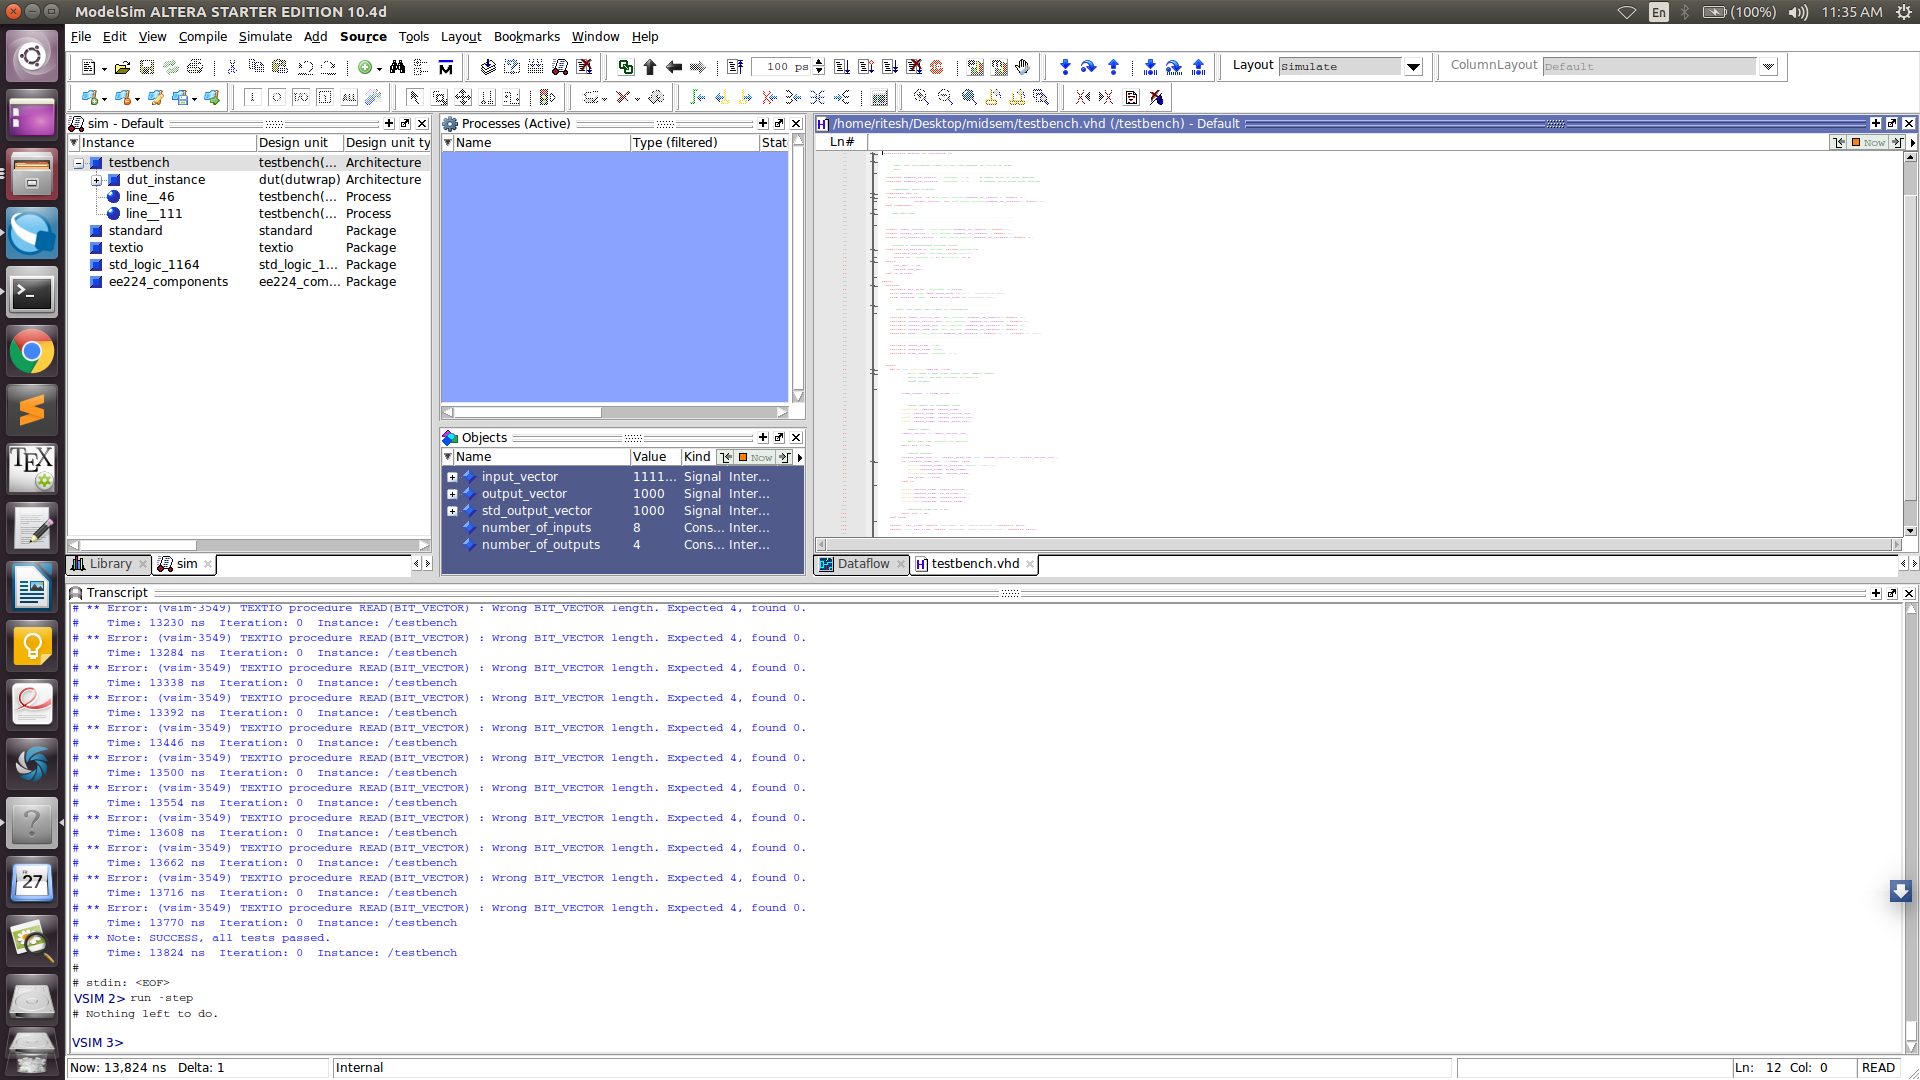 ModelSim ALTERA STARTER EDITION 10.4d
En (100%) 11:35 AM
File Edit View Compile Simulate Add Source Tools Layout Bookmarks Window Help
100 ps
Layout Simulate
ColumnLayout Default
sim - Default
Instance Design unit Design unit ty
testbench testbench(... Architecture
dut_instance dut(dutwrap) Architecture
line__46 testbench(... Process
line__111 testbench(... Process
standard standard Package
textio textio Package
std_logic_1164 std_logic_1... Package
ee224_components ee224_com... Package
Library sim
Processes (Active)
Name Type (filtered) Stat
Objects
Name Value Kind Now
input_vector 1111... Signal Inter...
output_vector 1000 Signal Inter...
std_output_vector 1000 Signal Inter...
number_of_inputs 8 Cons... Inter...
number_of_outputs 4 Cons... Inter...
/home/ritesh/Desktop/midsem/testbench.vhd (/testbench) - Default
Ln# Now
Dataflow testbench.vhd
Transcript
# ** Error: (vsim-3549) TEXTIO procedure READ(BIT_VECTOR) : Wrong BIT_VECTOR length. Expected 4, found 0.
# Time: 13230 ns Iteration: 0 Instance: /testbench
# ** Error: (vsim-3549) TEXTIO procedure READ(BIT_VECTOR) : Wrong BIT_VECTOR length. Expected 4, found 0.
# Time: 13284 ns Iteration: 0 Instance: /testbench
# ** Error: (vsim-3549) TEXTIO procedure READ(BIT_VECTOR) : Wrong BIT_VECTOR length. Expected 4, found 0.
# Time: 13338 ns Iteration: 0 Instance: /testbench
# ** Error: (vsim-3549) TEXTIO procedure READ(BIT_VECTOR) : Wrong BIT_VECTOR length. Expected 4, found 0.
# Time: 13392 ns Iteration: 0 Instance: /testbench
# ** Error: (vsim-3549) TEXTIO procedure READ(BIT_VECTOR) : Wrong BIT_VECTOR length. Expected 4, found 0.
# Time: 13446 ns Iteration: 0 Instance: /testbench
# ** Error: (vsim-3549) TEXTIO procedure READ(BIT_VECTOR) : Wrong BIT_VECTOR length. Expected 4, found 0.
# Time: 13500 ns Iteration: 0 Instance: /testbench
# ** Error: (vsim-3549) TEXTIO procedure READ(BIT_VECTOR) : Wrong BIT_VECTOR length. Expected 4, found 0.
# Time: 13554 ns Iteration: 0 Instance: /testbench
# ** Error: (vsim-3549) TEXTIO procedure READ(BIT_VECTOR) : Wrong BIT_VECTOR length. Expected 4, found 0.
# Time: 13608 ns Iteration: 0 Instance: /testbench
# ** Error: (vsim-3549) TEXTIO procedure READ(BIT_VECTOR) : Wrong BIT_VECTOR length. Expected 4, found 0.
# Time: 13662 ns Iteration: 0 Instance: /testbench
# ** Error: (vsim-3549) TEXTIO procedure READ(BIT_VECTOR) : Wrong BIT_VECTOR length. Expected 4, found 0.
# Time: 13716 ns Iteration: 0 Instance: /testbench
# ** Error: (vsim-3549) TEXTIO procedure READ(BIT_VECTOR) : Wrong BIT_VECTOR length. Expected 4, found 0.
# Time: 13770 ns Iteration: 0 Instance: /testbench
# ** Note: SUCCESS, all tests passed.
# Time: 13824 ns Iteration: 0 Instance: /testbench
#
# stdin: <EOF>
VSIM 2> run -step
# Nothing left to do.
VSIM 3>
Now: 13,824 ns Delta: 1
Internal
Ln: 12 Col: 0 READ
TEX
27